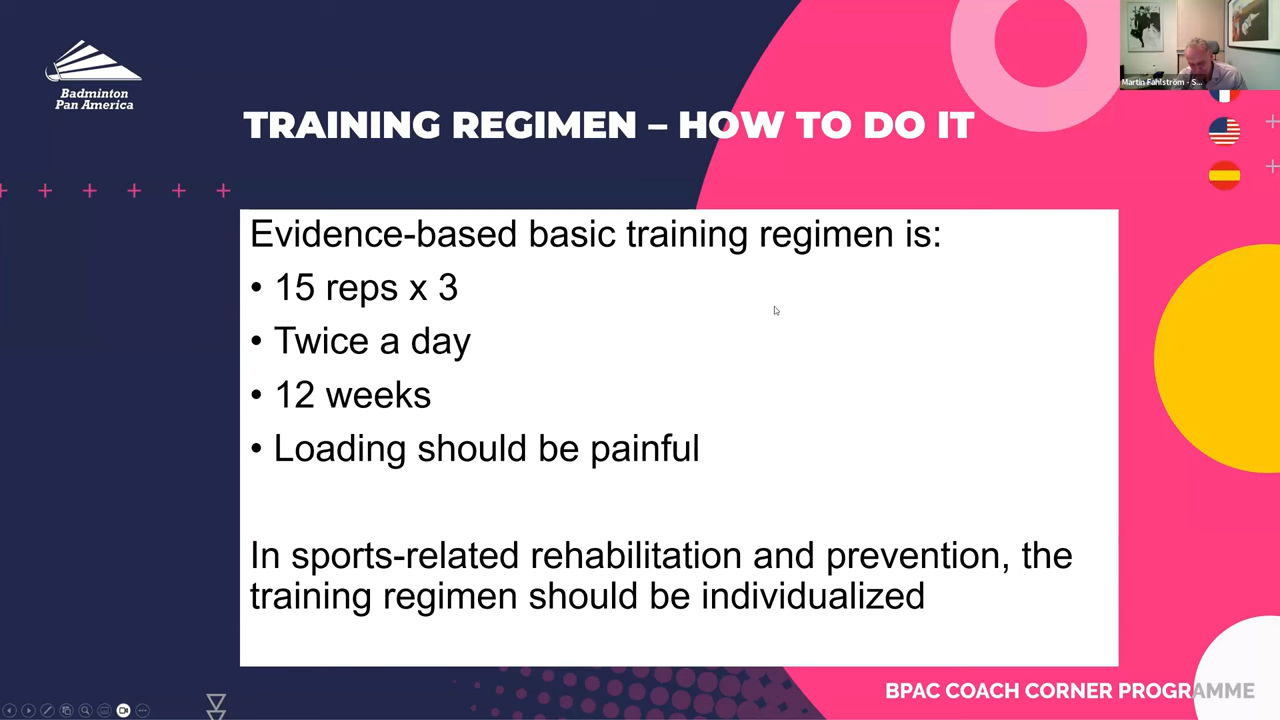 Badminton
Pan America
TRAINING REGIMEN – HOW TO DO IT
Martin Fahlström - S...
Evidence-based basic training regimen is:
• 15 reps x 3
• Twice a day
• 12 weeks
• Loading should be painful
In sports-related rehabilitation and prevention, the
training regimen should be individualized
BPAC COACH CORNER PROGRAMME